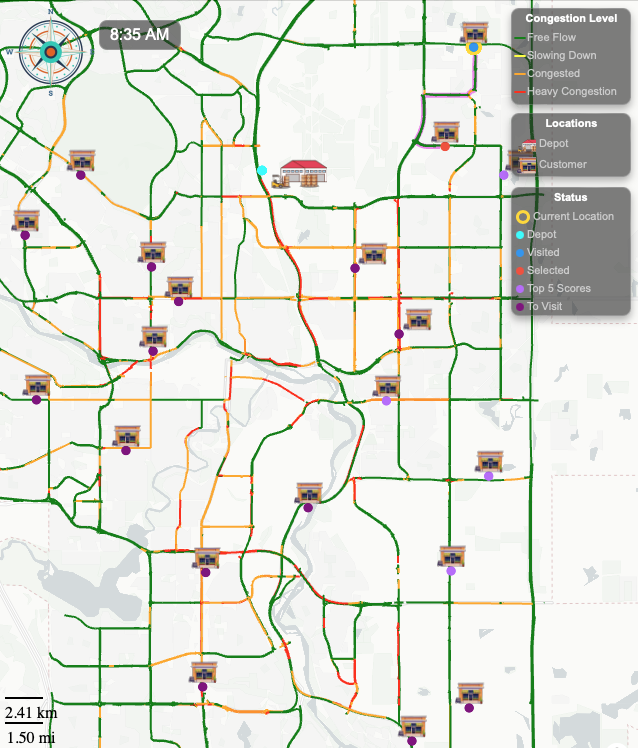 N
W
E
S
8:35 AM
Congestion Level
Free Flow
Slowing Down
Congested
Heavy Congestion
Locations
Depot
Customer
Status
Current Location
Depot
Visited
Selected
Top 5 Scores
To Visit
2.41 km
1.50 mi